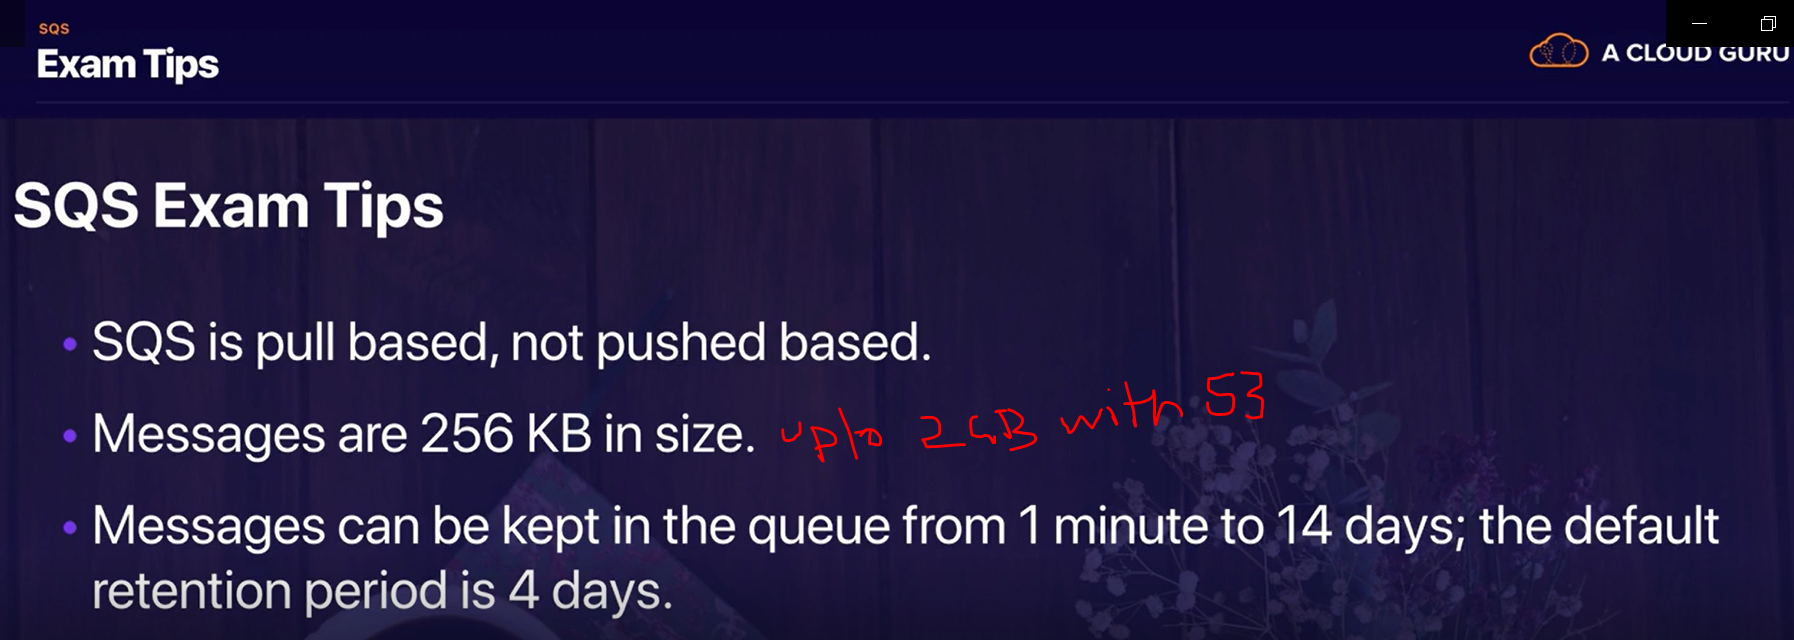 SQS
Exam Tips
A CLOUD GURU
SQS Exam Tips
• SQS is pull based, not pushed based.
• Messages are 256 KB in size. upto 2GB with S3
• Messages can be kept in the queue from 1 minute to 14 days; the default
retention period is 4 days.